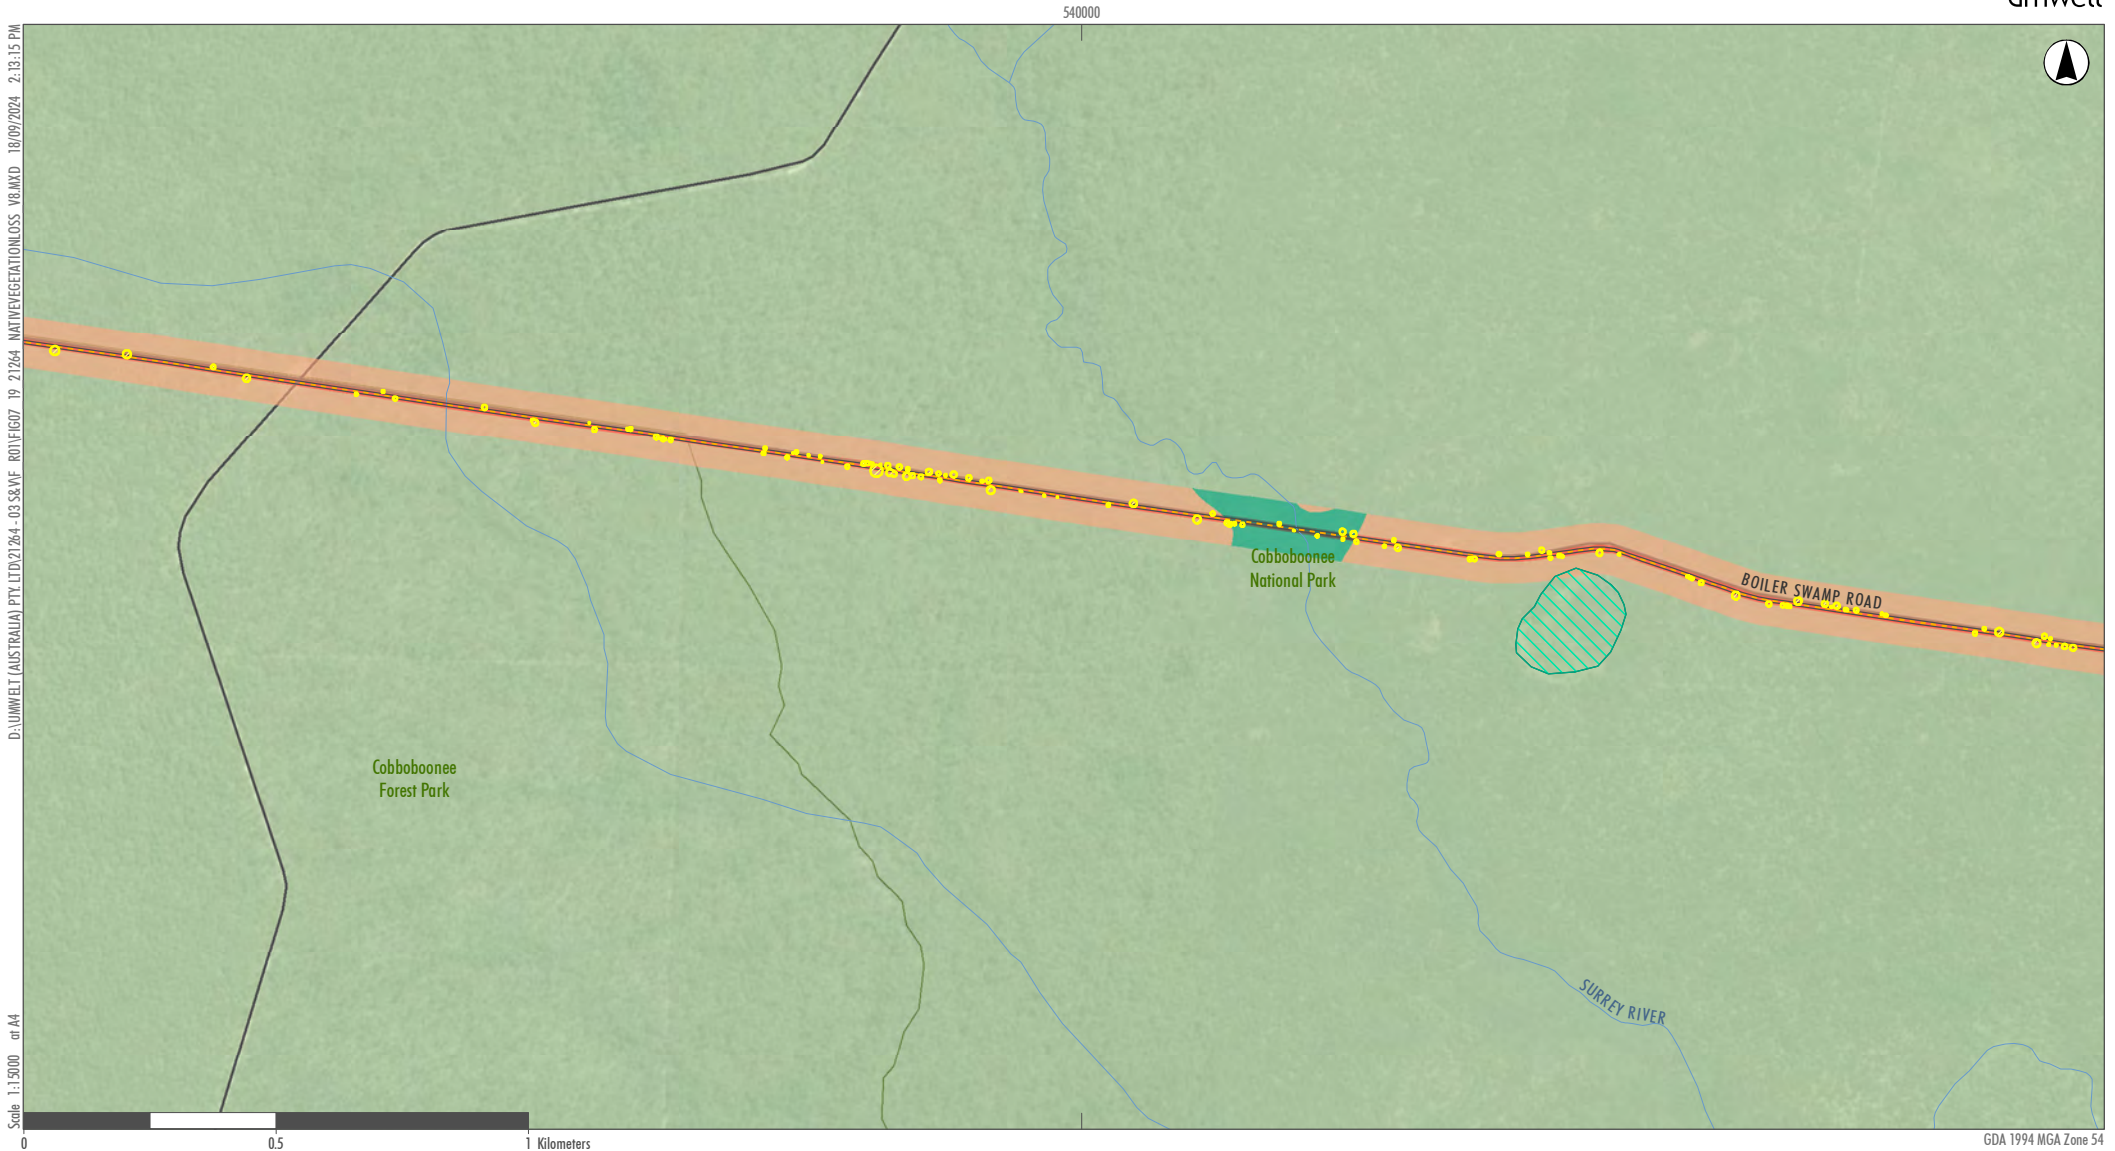 540000
D:\UMWELT (AUSTRALIA) PTY. LTD\21264 - 03 S&W\F R01\FIG07 19 21264 NATIVEVEGETATIONLOSS V8.MXD 18/09/2024 2:13:15 PM
Cobboboonee
National Park
BOILER SWAMP ROAD
Cobboboonee
Forest Park
SURREY RIVER
Scale 1:15000 at A4
0 0.5 1 Kilometers
GDA 1994 MGA Zone 54